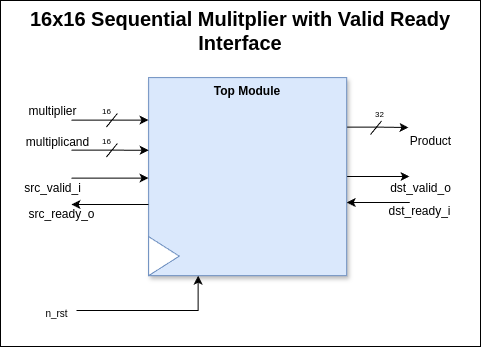 16x16 Sequential Mulitplier with Valid Ready
Interface
Top Module
multiplier
16
32
multiplicand
16
Product
src_valid_i
dst_valid_o
src_ready_o
dst_ready_i
n_rst